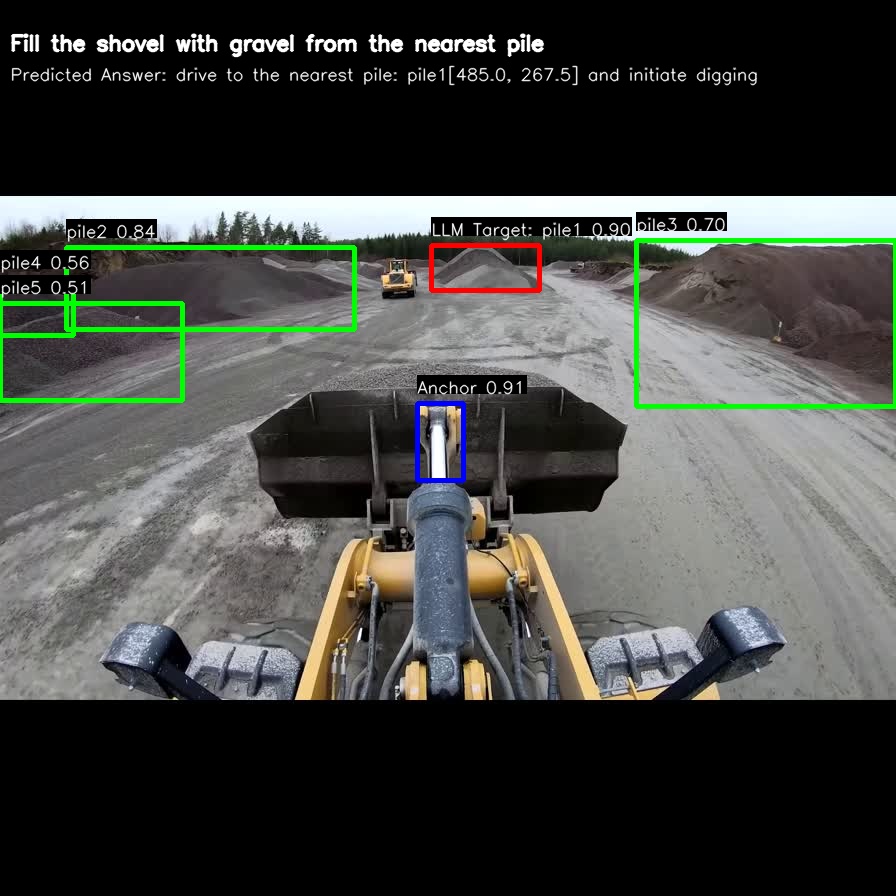 Fill the shovel with gravel from the nearest pile
Predicted Answer: drive to the nearest pile: pile1[485.0, 267.5] and initiate digging
pile2 0.84
LLM Target: pile1 0.90
pile3 0.70
pile4 0.56
pile5 0.51
Anchor 0.91